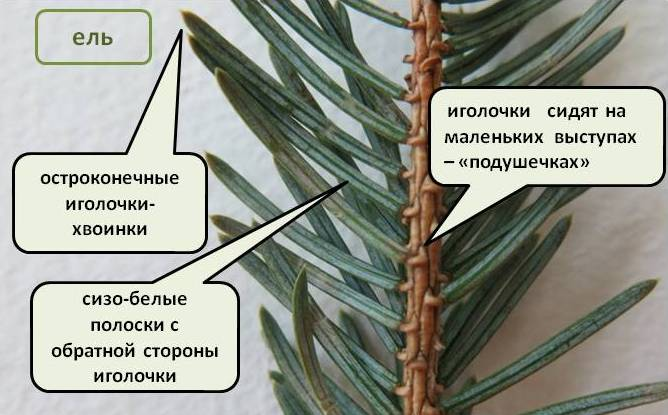 ель
иголочки сидят на
маленьких выступах
– «подушечках»
остроконечные
иголочки-
хвоинки
сизо-белые
полоски с
обратной стороны
иголочки